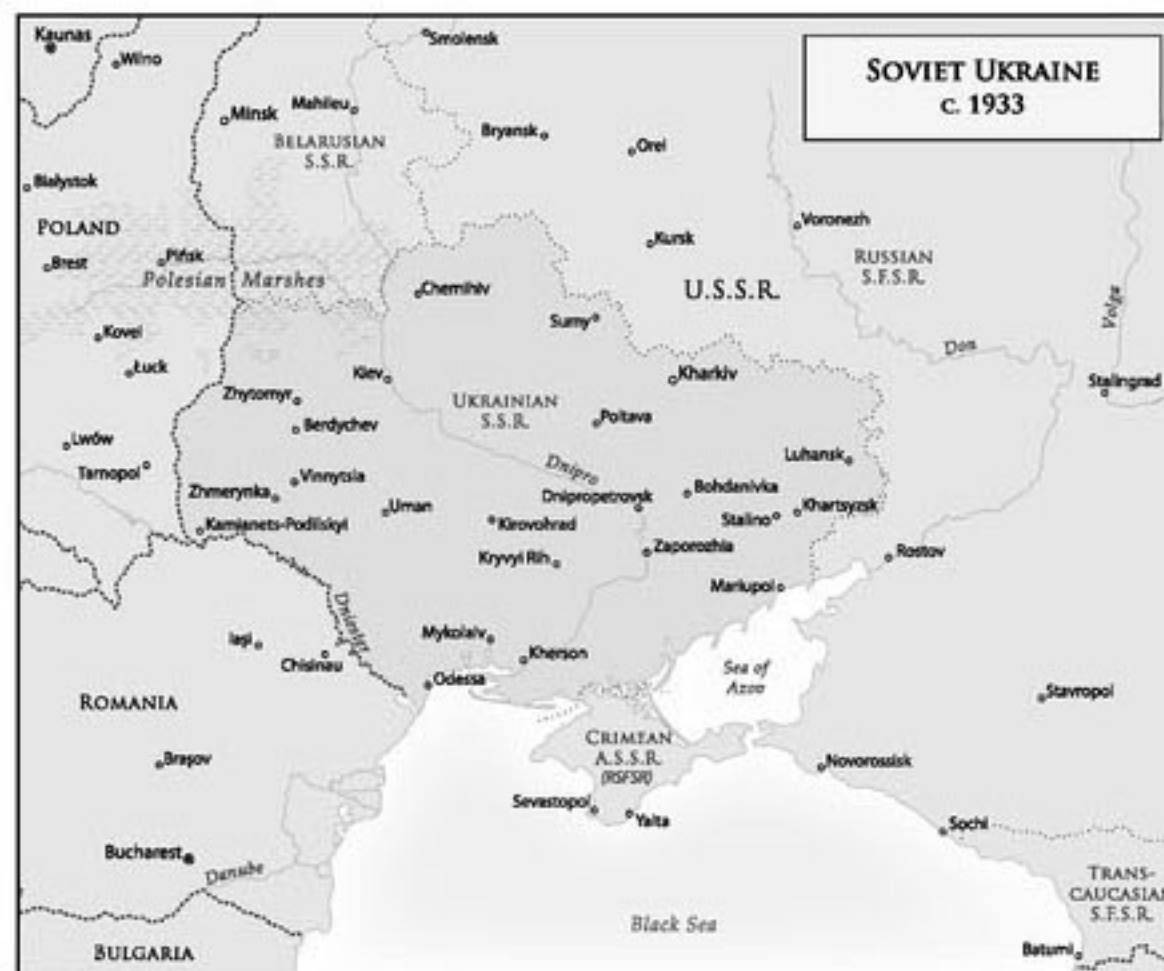 SOVIET UKRAINE
C. 1933
Kaunas
Wilno
Smolensk
Minsk
Mahileu
BELARUSIAN
S.S.R.
Bryansk
Orel
Białystok
POLAND
Brest
Pińsk
Polesian Marshes
Voronezh
Kursk
RUSSIAN
S.F.S.R.
U.S.S.R.
Chernihiv
Sumy
Volga
Don
Kovel
Łuck
Kiev
Kharkiv
Stalingrad
Zhytomyr
UKRAINIAN
S.S.R.
Poltava
Berdychev
Lwów
Tarnopol
Luhansk
Dnipro
Vinnytsia
Zhmerynka
Bohdanivka
Dnipropetrovsk
Uman
Kirovohrad
Stalino
Khartsyzsk
Kamianets-Podilskyi
Kryvyi Rih
Zaporozhia
Rostov
Mariupol
Dniester
Iași
Chisinau
Mykolaiv
Kherson
Odessa
Sea of
Azov
Stavropol
ROMANIA
CRIMEAN
A.S.S.R.
(RSFSR)
Brașov
Novorossisk
Sevastopol
Yalta
Sochi
Bucharest
Danube
TRANS-
CAUCASIAN
S.F.S.R.
Black Sea
BULGARIA
Batumi